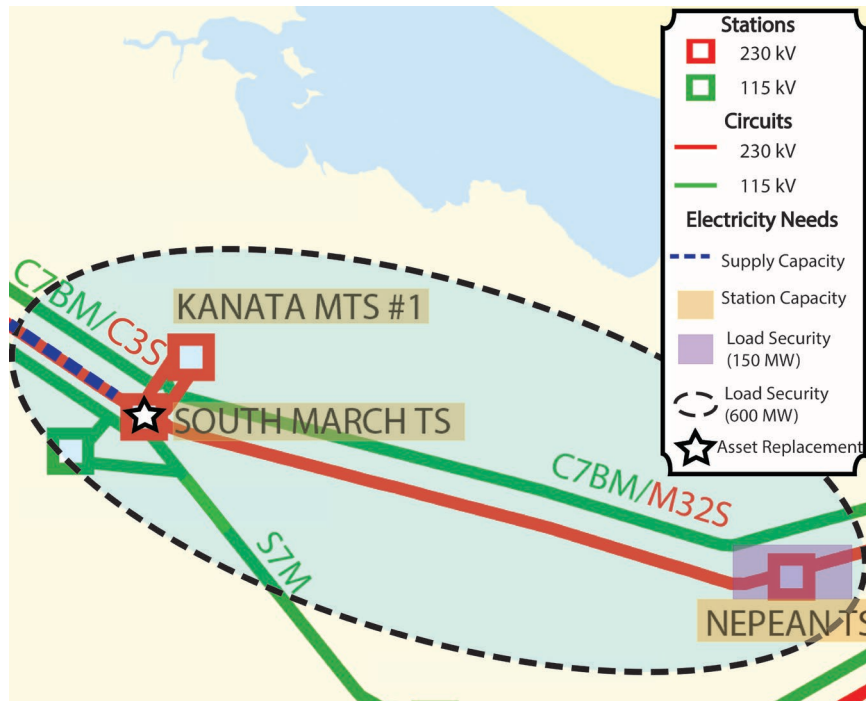 Stations
230 kV
115 kV
Circuits
230 kV
115 kV
Electricity Needs
Supply Capacity
Station Capacity
Load Security
(150 MW)
Load Security
(600 MW)
Asset Replacement
C7BM/C3S
KANATA MTS #1
SOUTH MARCH TS
C7BM/M32S
S7M
NEPEAN TS